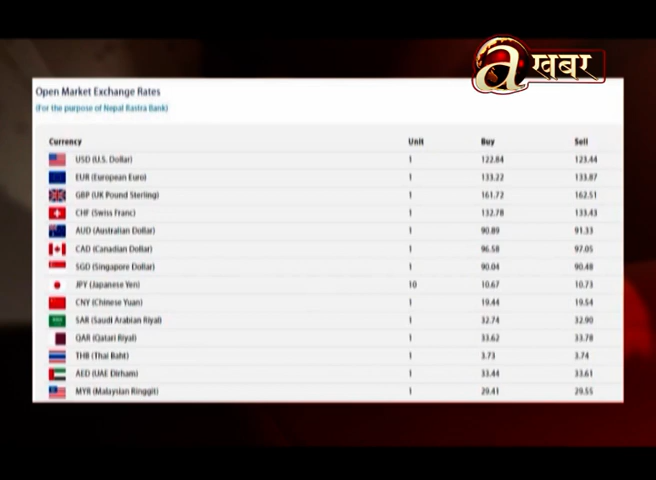 a खबर
Open Market Exchange Rates
(For the purpose of Nepal Rastra Bank)
Currency Unit Buy Sell
USD (U.S. Dollar) 1 122.84 123.44
EUR (European Euro) 1 133.22 133.87
GBP (UK Pound Sterling) 1 161.72 162.51
CHF (Swiss Franc) 1 132.78 133.43
AUD (Australian Dollar) 1 90.89 91.33
CAD (Canadian Dollar) 1 96.58 97.05
SGD (Singapore Dollar) 1 90.04 90.48
JPY (Japanese Yen) 10 10.67 10.73
CNY (Chinese Yuan) 1 19.44 19.54
SAR (Saudi Arabian Riyal) 1 32.74 32.90
QAR (Qatari Riyal) 1 33.62 33.78
THB (Thai Baht) 1 3.73 3.74
AED (UAE Dirham) 1 33.44 33.61
MYR (Malaysian Ringgit) 1 29.41 29.55